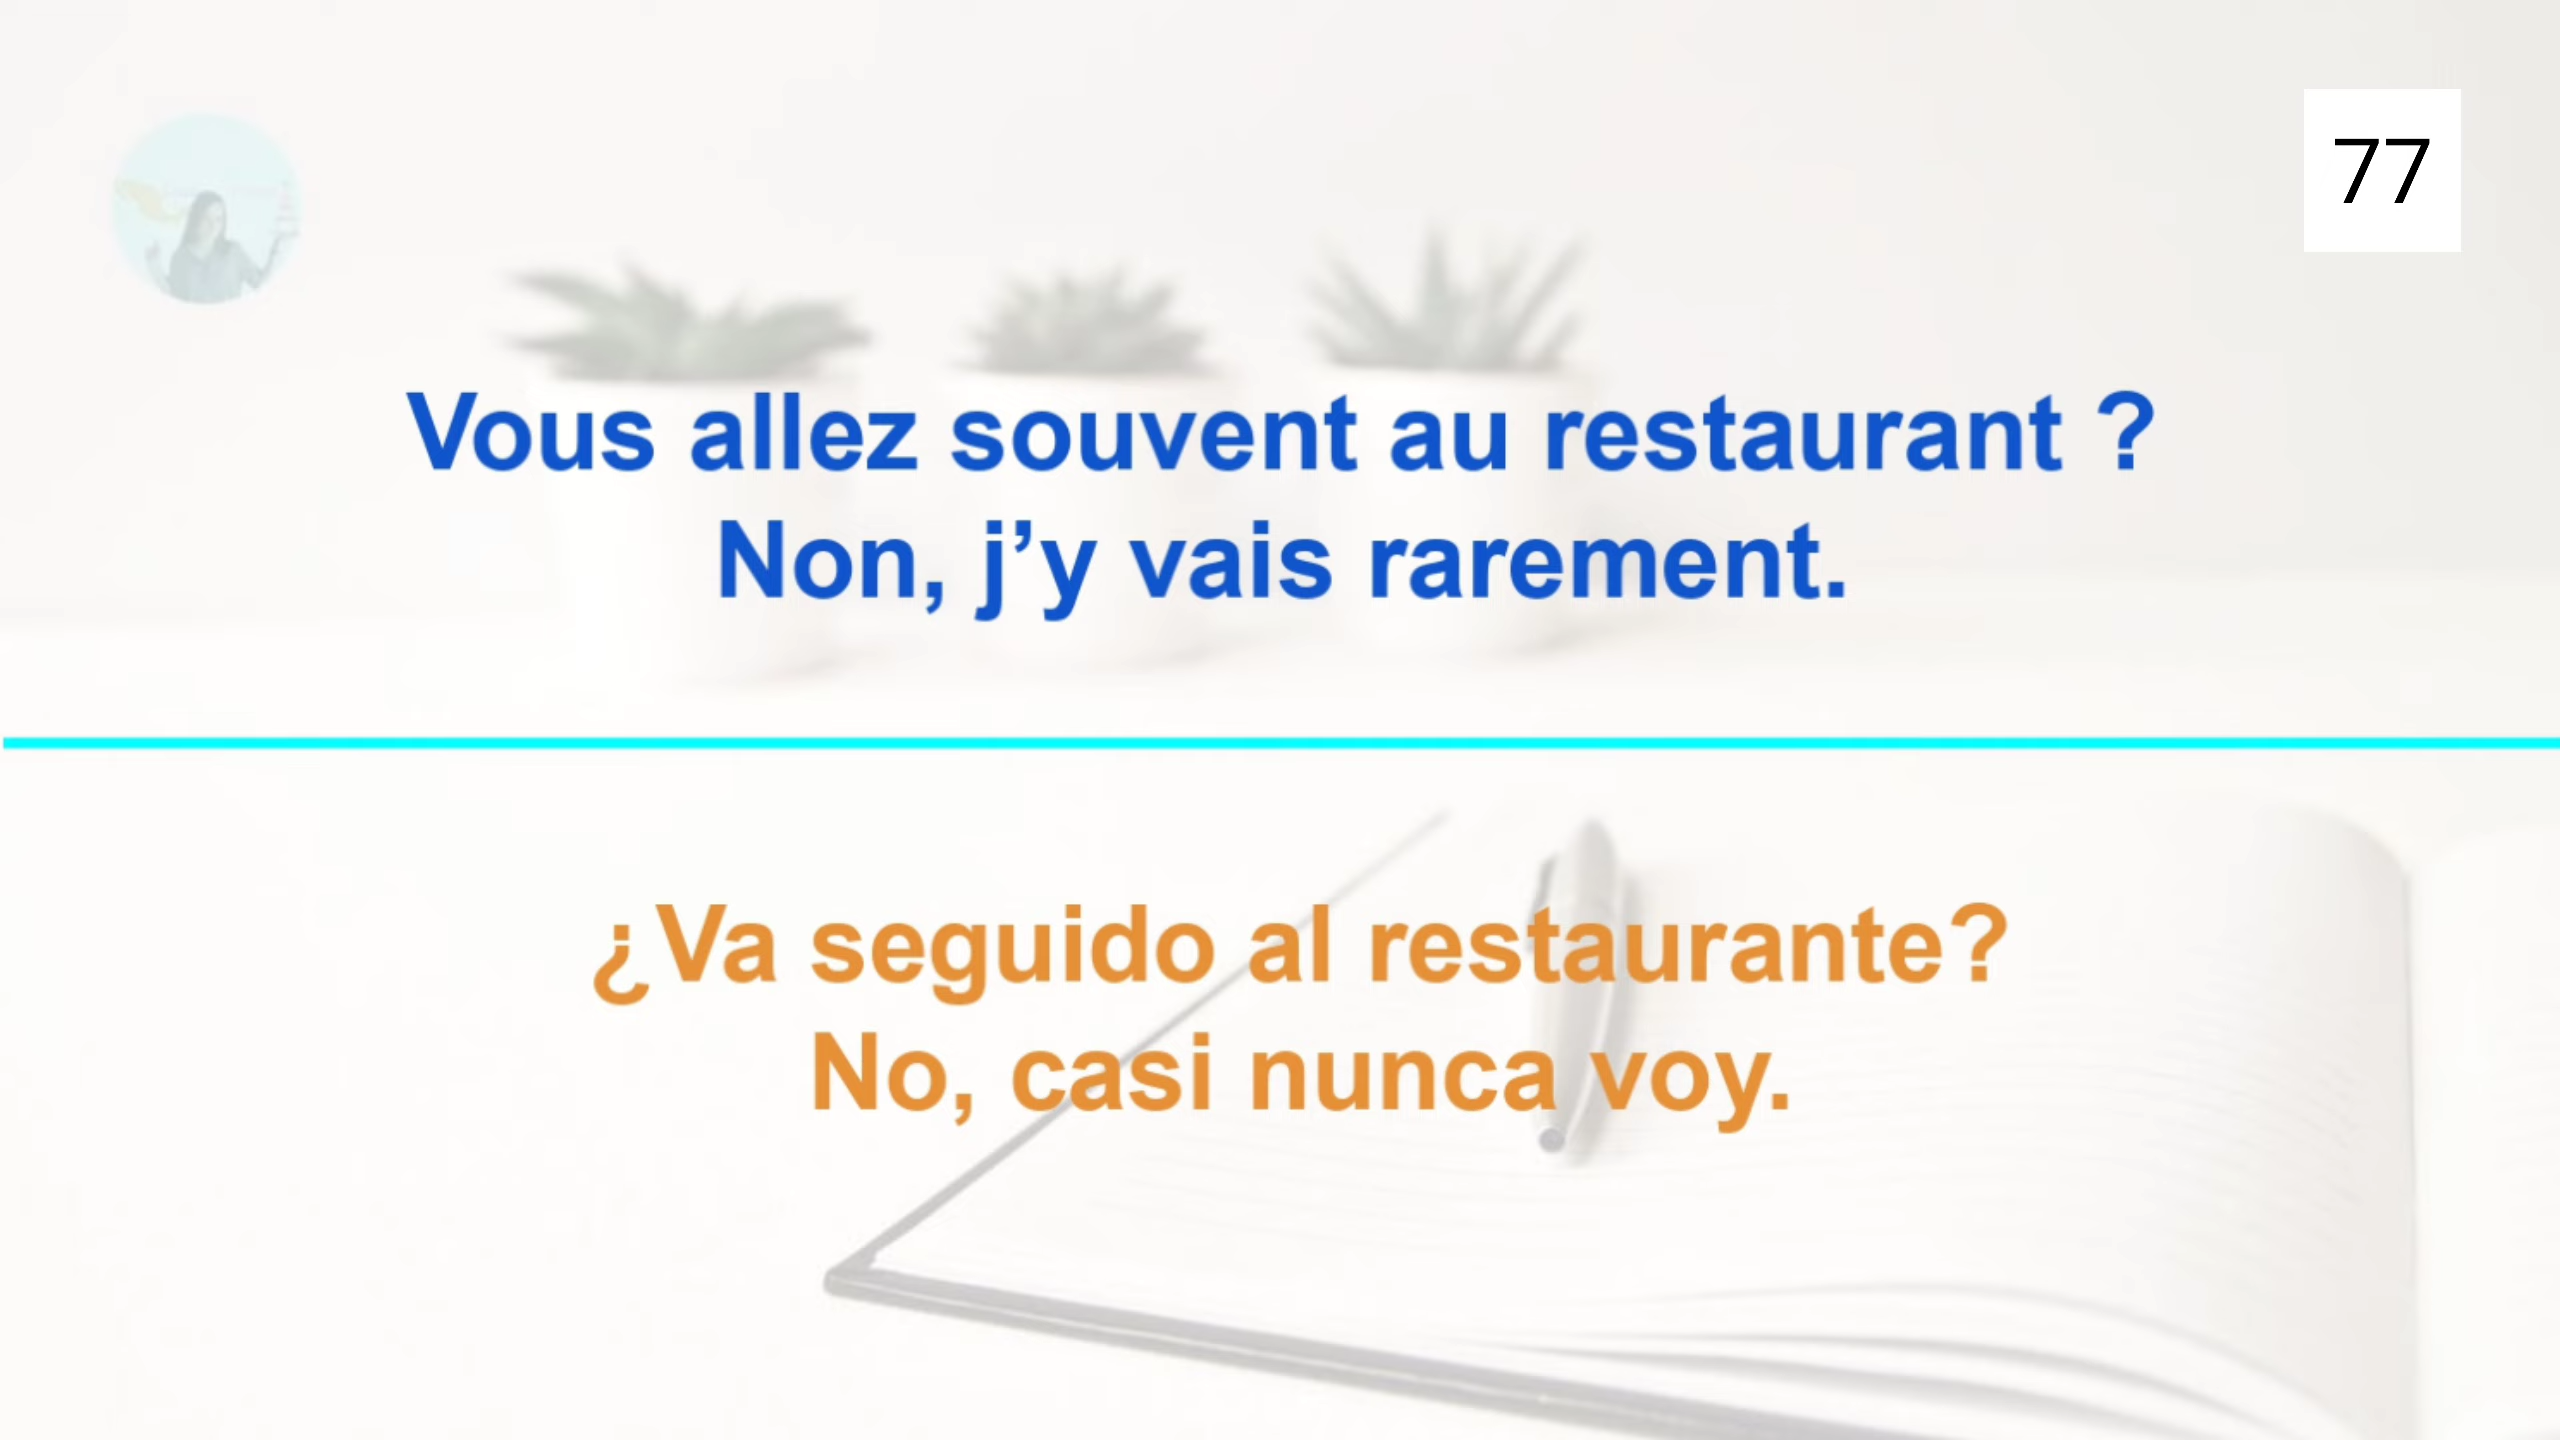 77
Vous allez souvent au restaurant ?
Non, j’y vais rarement.
¿Va seguido al restaurante?
No, casi nunca voy.